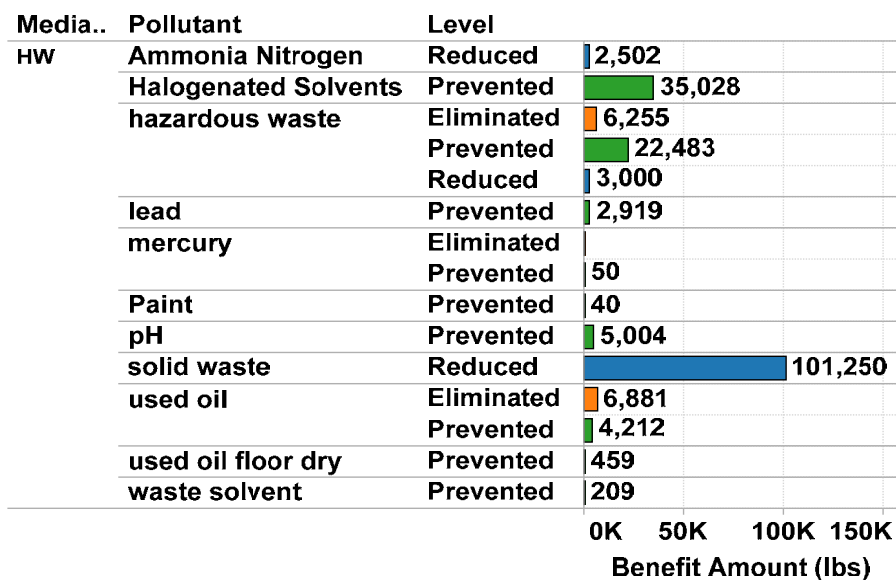 Media.. Pollutant Level
HW Ammonia Nitrogen Reduced 2,502
Halogenated Solvents Prevented 35,028
hazardous waste Eliminated 6,255
Prevented 22,483
Reduced 3,000
lead Prevented 2,919
mercury Eliminated
Prevented 50
Paint Prevented 40
pH Prevented 5,004
solid waste Reduced 101,250
used oil Eliminated 6,881
Prevented 4,212
used oil floor dry Prevented 459
waste solvent Prevented 209
0K 50K 100K 150K
Benefit Amount (lbs)